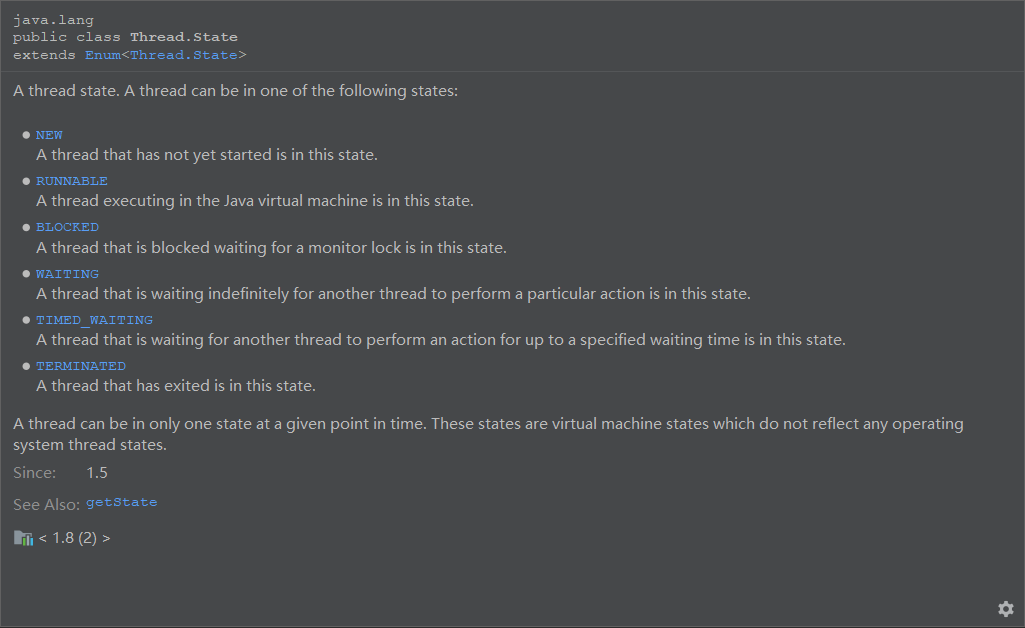 java.lang
public class Thread.State
extends Enum<Thread.State>
A thread state. A thread can be in one of the following states:
● NEW
A thread that has not yet started is in this state.
● RUNNABLE
A thread executing in the Java virtual machine is in this state.
● BLOCKED
A thread that is blocked waiting for a monitor lock is in this state.
● WAITING
A thread that is waiting indefinitely for another thread to perform a particular action is in this state.
● TIMED_WAITING
A thread that is waiting for another thread to perform an action for up to a specified waiting time is in this state.
● TERMINATED
A thread that has exited is in this state.
A thread can be in only one state at a given point in time. These states are virtual machine states which do not reflect any operating
system thread states.
Since: 1.5
See Also: getState
< 1.8 (2) >